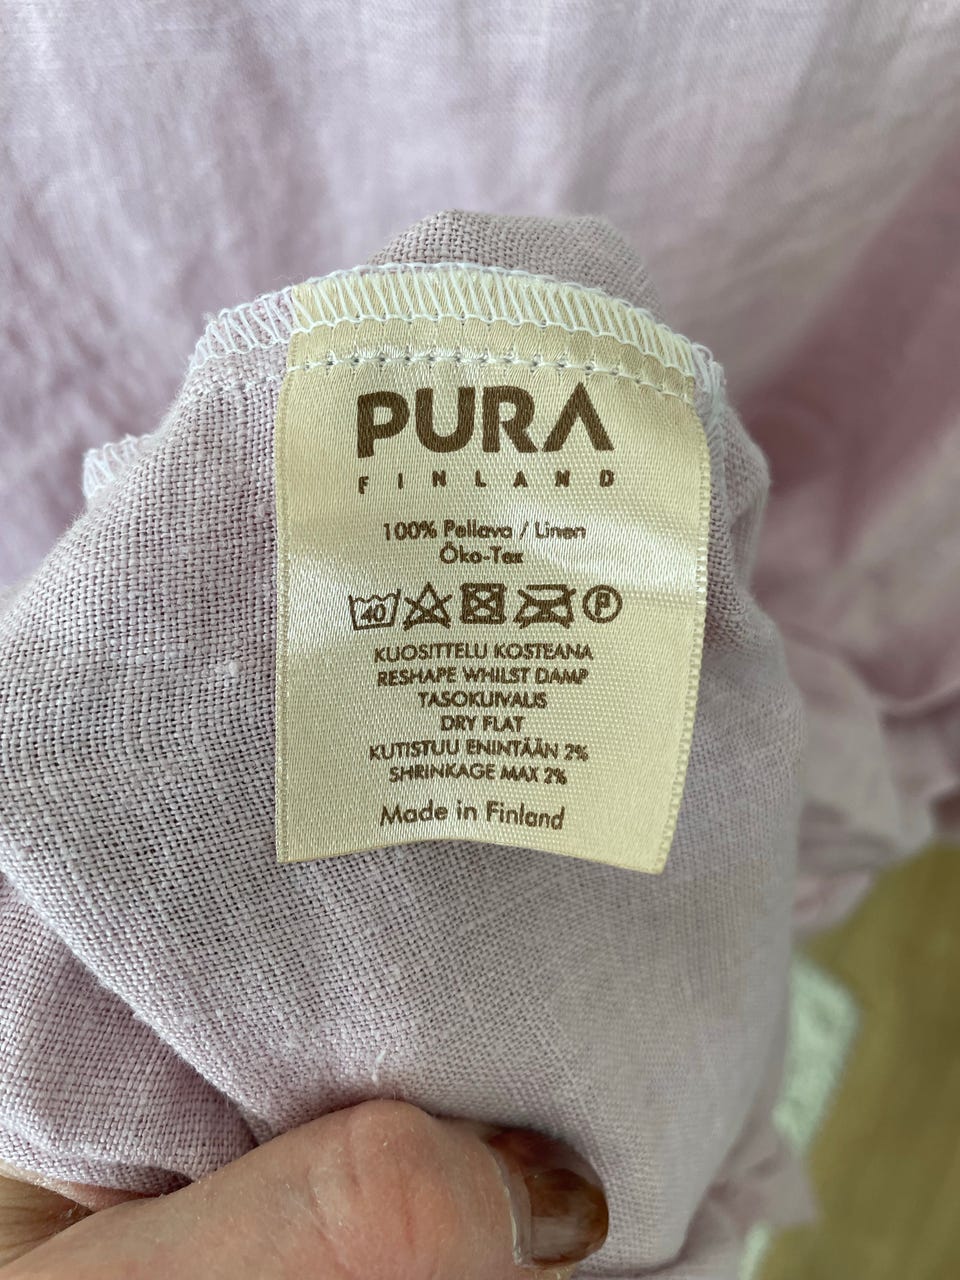 PURA
FINLAND
100% Pellava / Linen
Öko-Tex
40 P
KUOSITTELU KOSTEANA
RESHAPE WHILST DAMP
TASOKUIVAUS
DRY FLAT
KUTISTUU ENINTÄÄN 2%
SHRINKAGE MAX 2%
Made in Finland